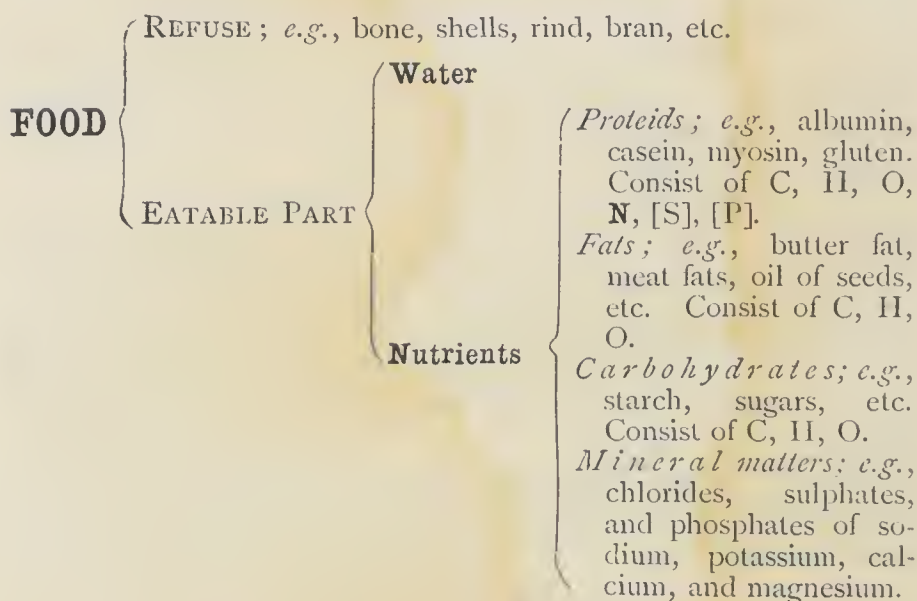 REFUSE ; e.g., bone, shells, rind, bran, etc.
FOOD
EATABLE PART
Water
Nutrients
Proteids ; e.g., albumin,
casein, myosin, gluten.
Consist of C, H, O,
N, [S], [P].
Fats ; e.g., butter fat,
meat fats, oil of seeds,
etc. Consist of C, H,
O.
Carbohydrates; e.g.,
starch, sugars, etc.
Consist of C, H, O.
Mineral matters; e.g.,
chlorides, sulphates,
and phosphates of so-
dium, potassium, cal-
cium, and magnesium.